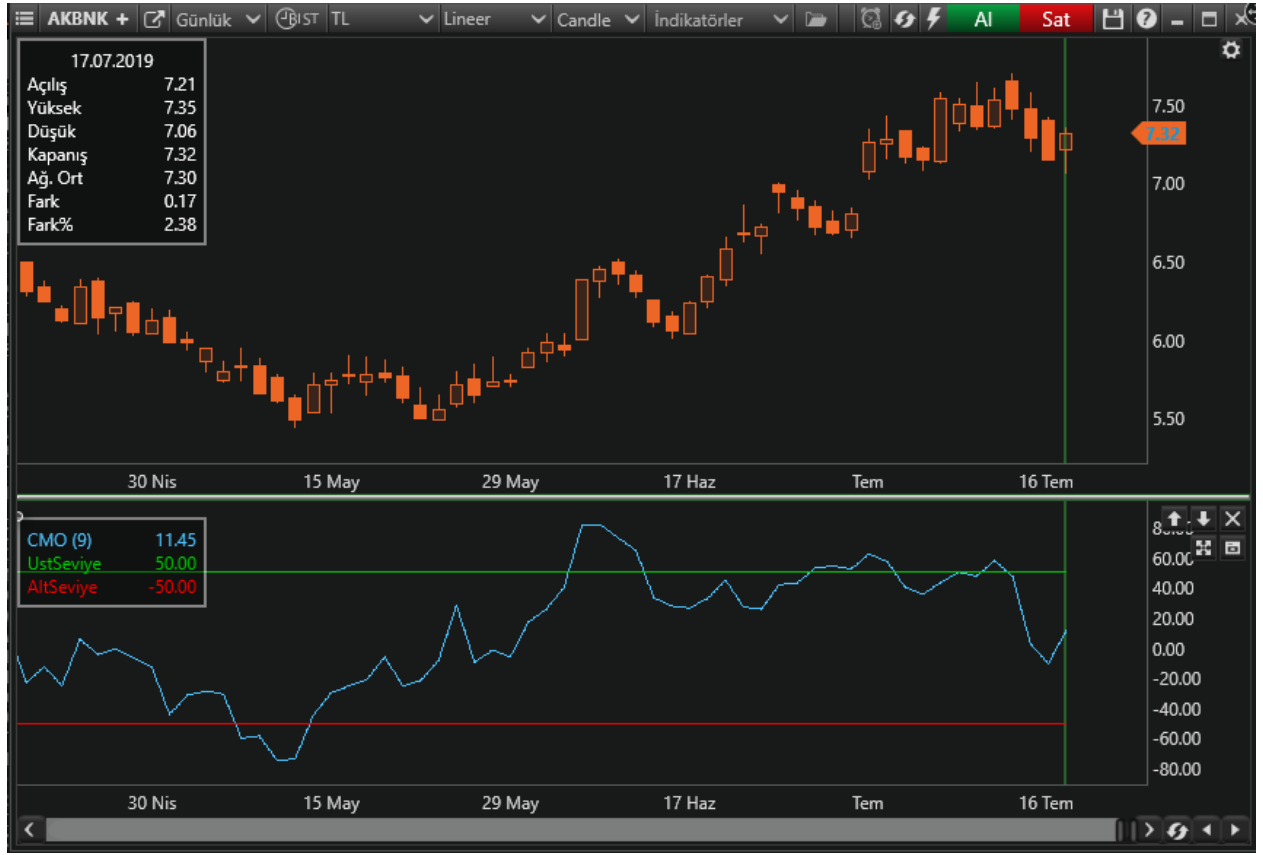 AKBNK + Günlük BIST TL Lineer Candle İndikatörler Al Sat
17.07.2019
Açılış 7.21
Yüksek 7.35
Düşük 7.06
Kapanış 7.32
Ağ. Ort 7.30
Fark 0.17
Fark% 2.38
7.50
7.32
7.00
6.50
6.00
5.50
30 Nis 15 May 29 May 17 Haz Tem 16 Tem
CMO (9) 11.45
UstSeviye 50.00
AltSeviye -50.00
60.00
40.00
20.00
0.00
-20.00
-40.00
-60.00
-80.00
30 Nis 15 May 29 May 17 Haz Tem 16 Tem